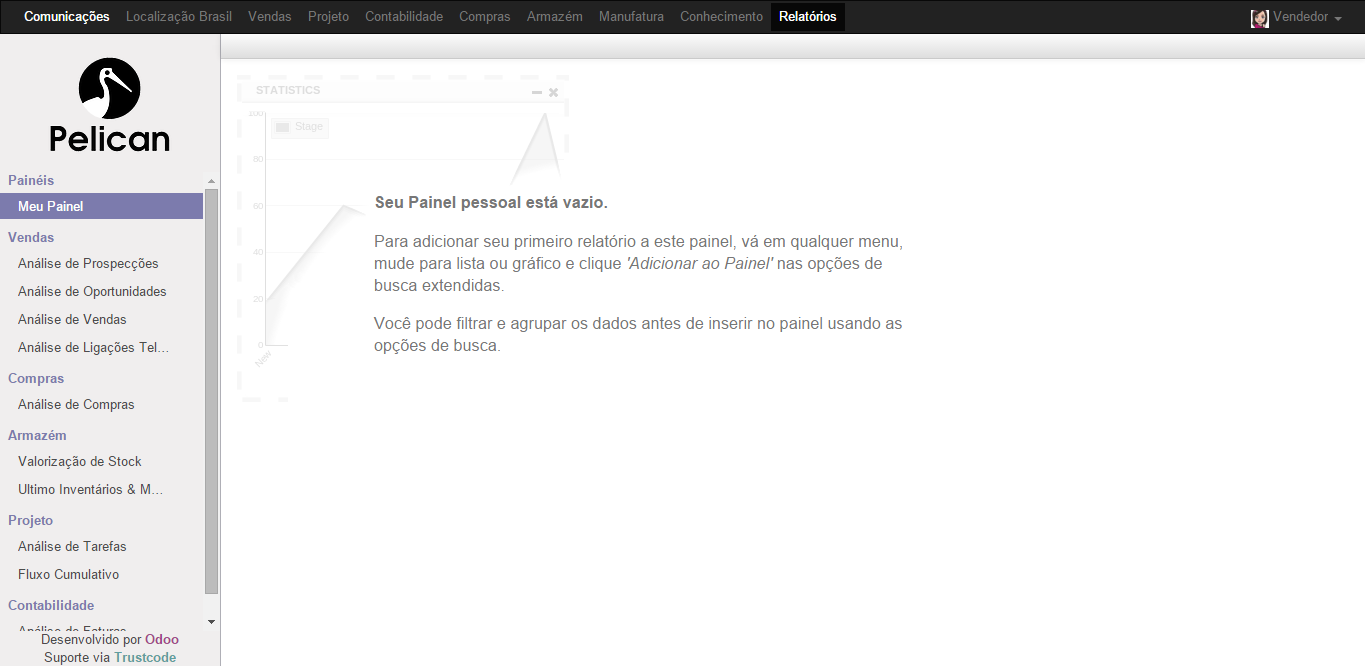 Comunicações Localização Brasil Vendas Projeto Contabilidade Compras Armazém Manufatura Conhecimento Relatórios Vendedor
Pelican
Painéis
Meu Painel
Vendas
Análise de Prospecções
Análise de Oportunidades
Análise de Vendas
Análise de Ligações Tel...
Compras
Análise de Compras
Armazém
Valorização de Stock
Ultimo Inventários & M...
Projeto
Análise de Tarefas
Fluxo Cumulativo
Contabilidade
Análise de Faturas
Desenvolvido por Odoo
Suporte via Trustcode
STATISTICS
100
Stage
80
60
40
20
0
New
Seu Painel pessoal está vazio.
Para adicionar seu primeiro relatório a este painel, vá em qualquer menu,
mude para lista ou gráfico e clique 'Adicionar ao Painel' nas opções de
busca extendidas.
Você pode filtrar e agrupar os dados antes de inserir no painel usando as
opções de busca.